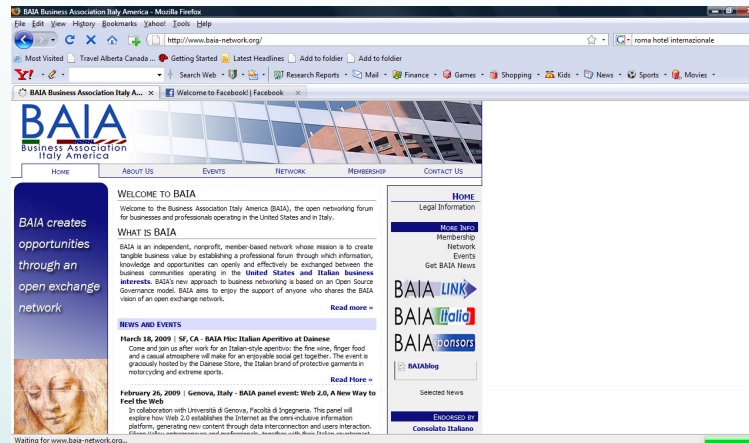 BAIA Business Association Italy America - Mozilla Firefox
File Edit View History Bookmarks Yahoo! Tools Help
http://www.baia-network.org/
roma hotel internazionale
Most Visited Travel Alberta Canada ... Getting Started Latest Headlines Add to foldier Add to foldier
Y! Search Web Research Reports Mail Finance Games Shopping Kids News Sports Movies
BAIA Business Association Italy A... Welcome to Facebook! | Facebook
BAIA
Business Association
Italy America
HOME ABOUT US EVENTS NETWORK MEMBERSHIP CONTACT US
BAIA creates
opportunities
through an
open exchange
network
WELCOME TO BAIA
Welcome to the Business Association Italy America (BAIA), the open networking forum
for businesses and professionals operating in the United States and in Italy.
WHAT IS BAIA
BAIA is an independent, nonprofit, member-based network whose mission is to create
tangible business value by establishing a professional forum through which information,
knowledge and opportunities can openly and effectively be exchanged between the
business communities operating in the United States and Italian business
interests. BAIA's new approach to business networking is based on an Open Source
Governance model. BAIA aims to enjoy the support of anyone who shares the BAIA
vision of an open exchange network.
Read more »
NEWS AND EVENTS
March 18, 2009 | SF, CA - BAIA Mix: Italian Aperitivo at Dainese
Come and join us after work for an Italian-style aperitivo: the fine wine, finger food
and a casual atmosphere will make for an enjoyable social get together. The event is
graciously hosted by the Dainese Store, the Italian brand of protective garments in
motorcycling and extreme sports.
Read More »
February 26, 2009 | Genova, Italy - BAIA panel event: Web 2.0, A New Way to
Feel the Web
In collaboration with Università di Genova, Facoltà di Ingegneria. This panel will
explore how Web 2.0 establishes the Internet as the omni-indusive information
platform, generating new content through data interconnection and users interaction.
HOME
Legal Information
MORE INFO
Membership
Network
Events
Get BAIA News
BAIA LINK
BAIA Italia
BAIA sponsors
BAIAblog
Selected News
ENDORSED BY
Consolato Italiano
Waiting for www.baia-network.org...